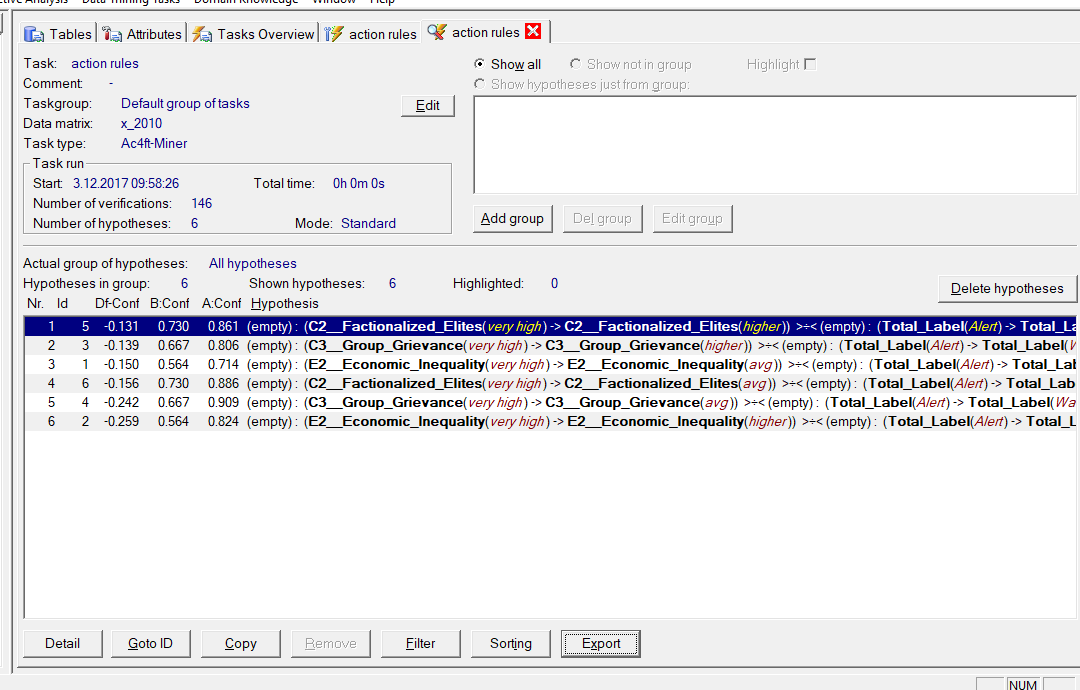 Active Analysis Data Mining Tasks Domain Knowledge Window Help
Tables Attributes Tasks Overview action rules action rules
Task: action rules
Comment: -
Taskgroup: Default group of tasks
Edit
Data matrix: x_2010
Task type: Ac4ft-Miner
Task run
Start: 3.12.2017 09:58:26 Total time: 0h 0m 0s
Number of verifications: 146
Number of hypotheses: 6 Mode: Standard
Show all Show not in group Highlight
Show hypotheses just from group:
Add group Del group Edit group
Actual group of hypotheses: All hypotheses
Hypotheses in group: 6 Shown hypotheses: 6 Highlighted: 0
Delete hypotheses
Nr. Id Df-Conf B:Conf A:Conf Hypothesis
1 5 -0.131 0.730 0.861 (empty) : (C2__Factionalized_Elites(very high) -> C2__Factionalized_Elites(higher)) >÷< (empty) : (Total_Label(Alert) -> Total_La
2 3 -0.139 0.667 0.806 (empty) : (C3__Group_Grievance(very high) -> C3__Group_Grievance(higher)) >÷< (empty) : (Total_Label(Alert) -> Total_Label(W
3 1 -0.150 0.564 0.714 (empty) : (E2__Economic_Inequality(very high) -> E2__Economic_Inequality(avg)) >÷< (empty) : (Total_Label(Alert) -> Total_Lab
4 6 -0.156 0.730 0.886 (empty) : (C2__Factionalized_Elites(very high) -> C2__Factionalized_Elites(avg)) >÷< (empty) : (Total_Label(Alert) -> Total_Lab
5 4 -0.242 0.667 0.909 (empty) : (C3__Group_Grievance(very high) -> C3__Group_Grievance(avg)) >÷< (empty) : (Total_Label(Alert) -> Total_Label(Wa
6 2 -0.259 0.564 0.824 (empty) : (E2__Economic_Inequality(very high) -> E2__Economic_Inequality(higher)) >÷< (empty) : (Total_Label(Alert) -> Total_L
Detail Goto ID Copy Remove Filter Sorting Export
NUM